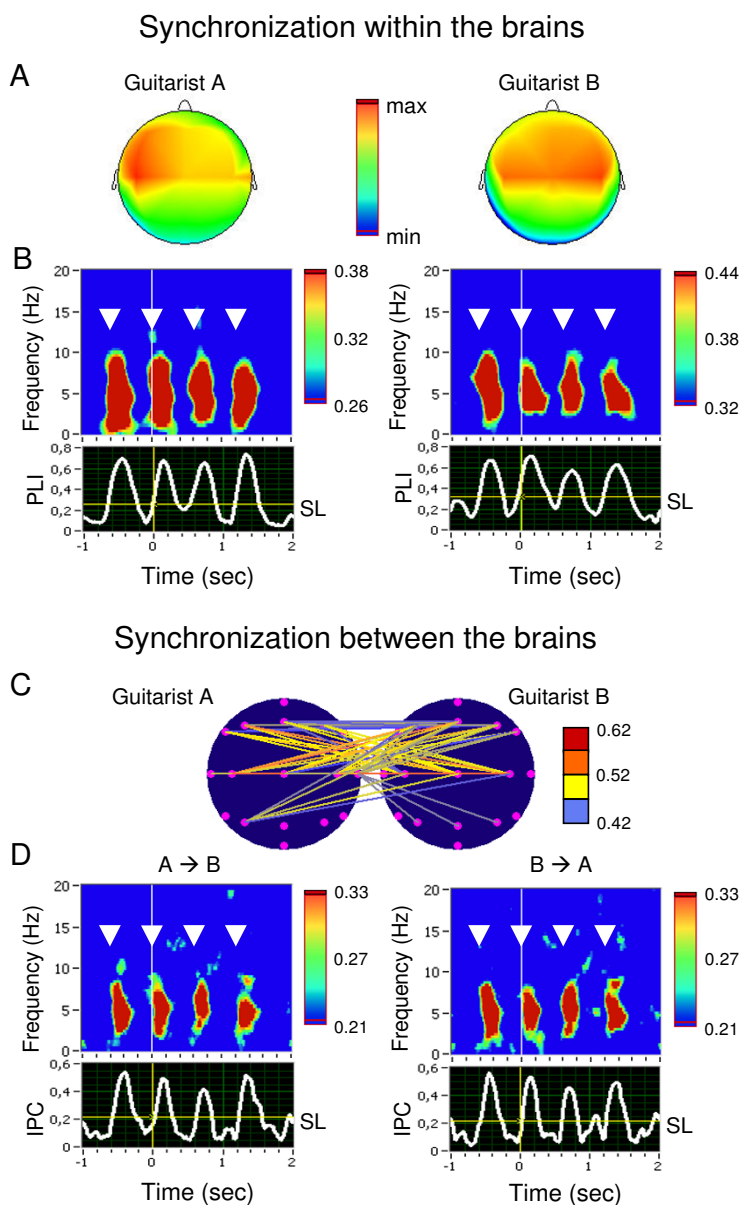 Synchronization within the brains
A
Guitarist A
Guitarist B
max
min
B
Frequency (Hz)
20
15
10
5
0
0.38
0.32
0.26
Frequency (Hz)
20
15
10
5
0
0.44
0.38
0.32
PLI
0,8
0,6
0,4
0,2
0
SL
-1 0 1 2
Time (sec)
PLI
0,8
0,6
0,4
0,2
0
SL
-1 0 1 2
Time (sec)
Synchronization between the brains
C
Guitarist A
Guitarist B
0.62
0.52
0.42
D
A → B
B → A
Frequency (Hz)
20
15
10
5
0
0.33
0.27
0.21
Frequency (Hz)
20
15
10
5
0
0.33
0.27
0.21
IPC
0,6
0,4
0,2
0
SL
-1 0 1 2
Time (sec)
IPC
0,6
0,4
0,2
0
SL
-1 0 1 2
Time (sec)